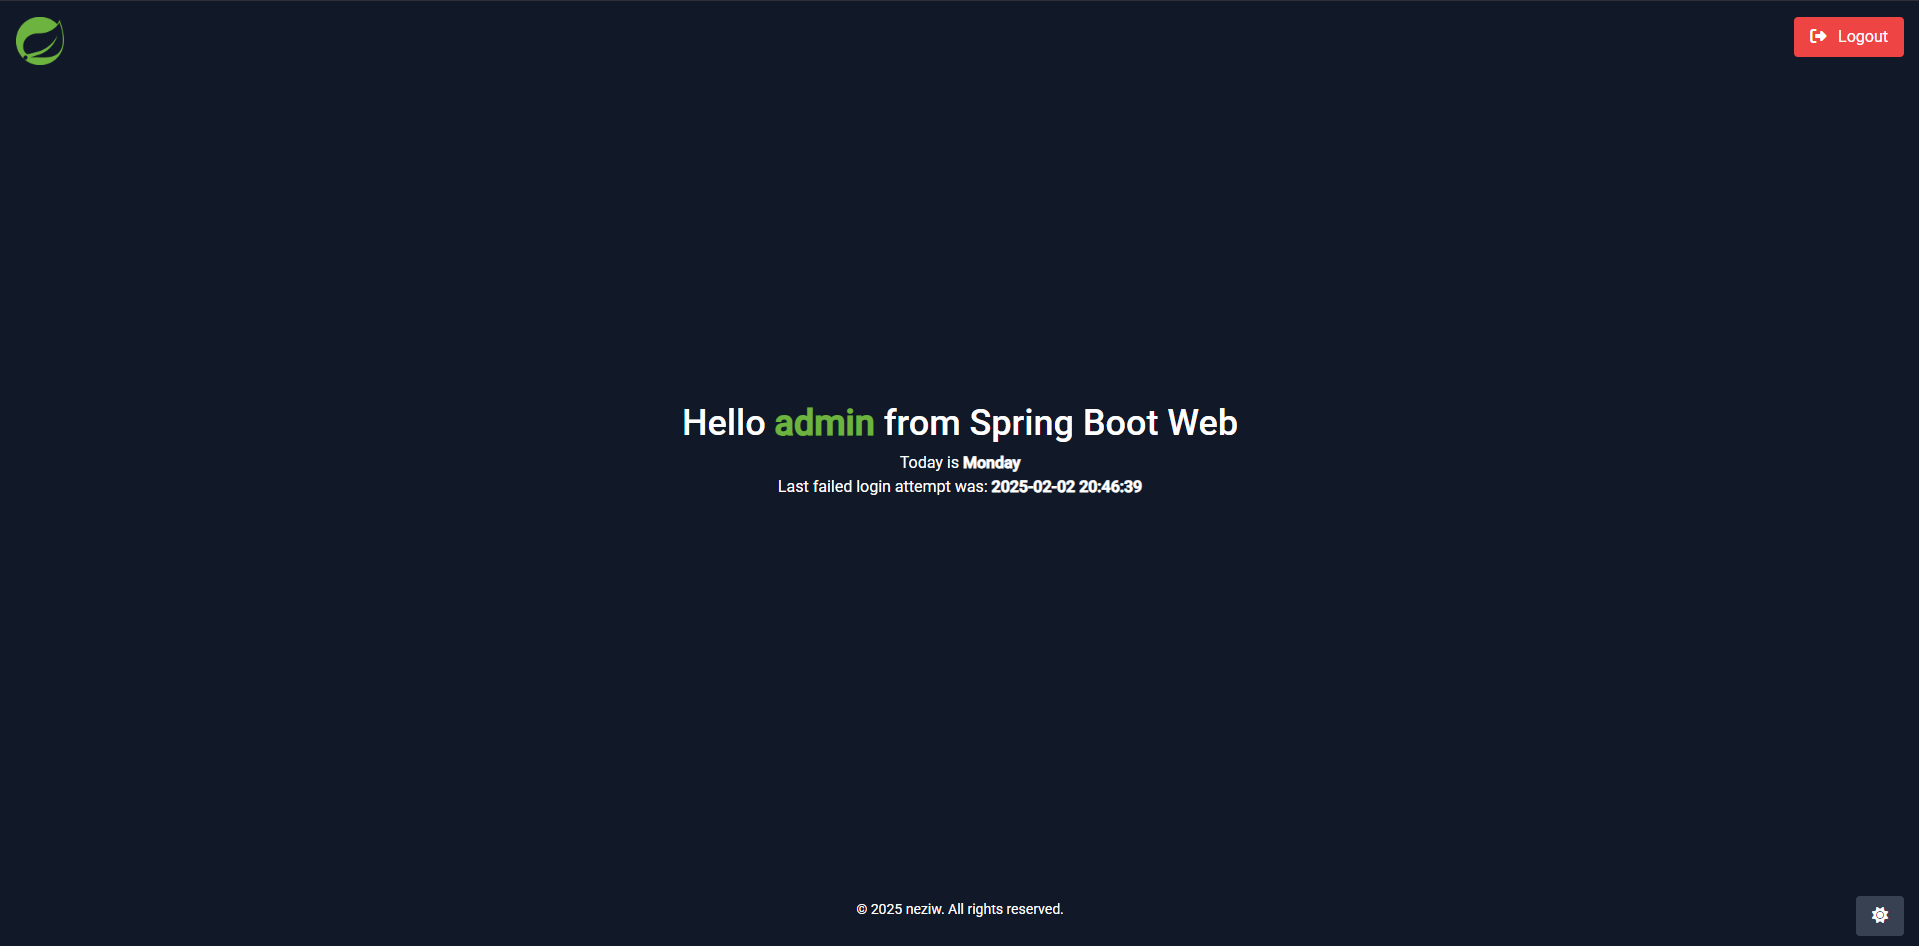 Logout
Hello admin from Spring Boot Web
Today is Monday
Last failed login attempt was: 2025-02-02 20:46:39
© 2025 neziw. All rights reserved.